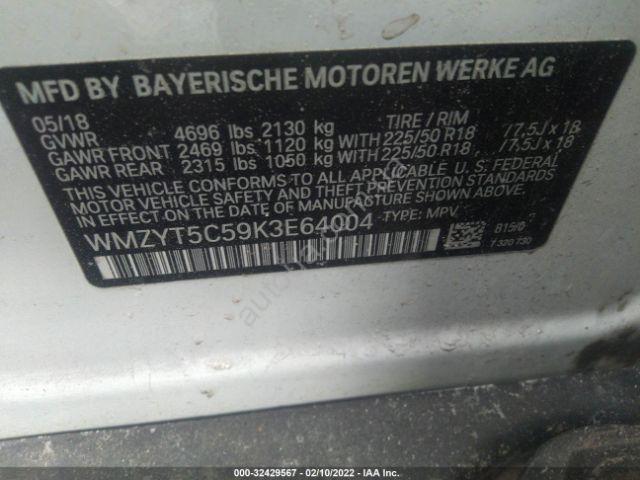 MFD BY BAYERISCHE MOTOREN WERKE AG
05/18 TIRE / RIM
GVWR 4696 lbs 2130 kg
GAWR FRONT 2469 lbs 1120 kg WITH 225/50 R18 /7,5J x 18
GAWR REAR 2315 lbs 1050 kg WITH 225/50 R18 /7,5J x 18
THIS VEHICLE CONFORMS TO ALL APPLICABLE U. S. FEDERAL
MOTOR VEHICLE SAFETY AND THEFT PREVENTION STANDARDS
IN EFFECT ON THE DATE OF MANUFACTURE SHOWN ABOVE.
WMZYT5C59K3E64004 TYPE: MPV
7 320 730
000-32429567 - 02/10/2022 - IAA Inc.